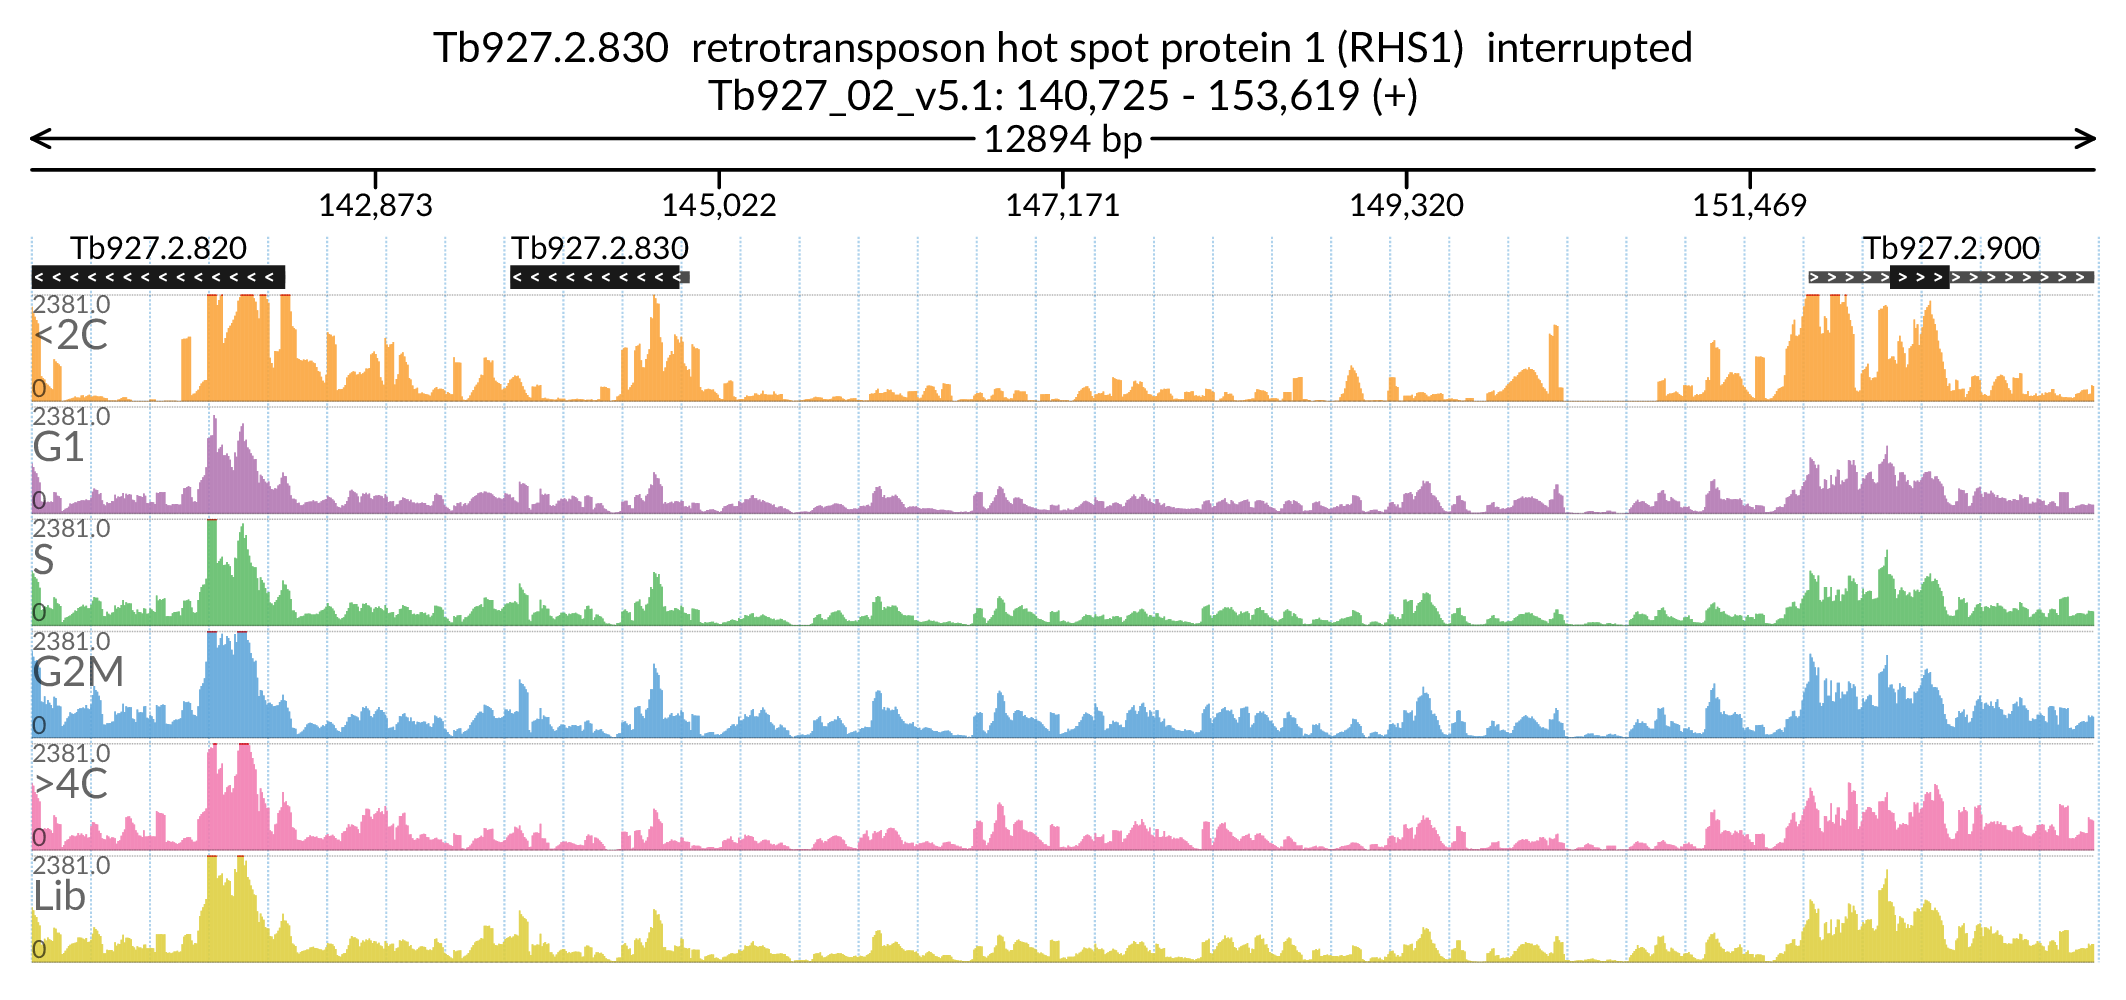 Tb927.2.830  retrotransposon hot spot protein 1 (RHS1)  interrupted
Tb927_02_v5.1: 140,725 - 153,619 (+)
12894 bp
142,873 145,022 147,171 149,320 151,469
Tb927.2.820 Tb927.2.830 Tb927.2.900
2381.0
<2C
0
2381.0
G1
0
2381.0
S
0
2381.0
G2M
0
2381.0
>4C
0
2381.0
Lib
0